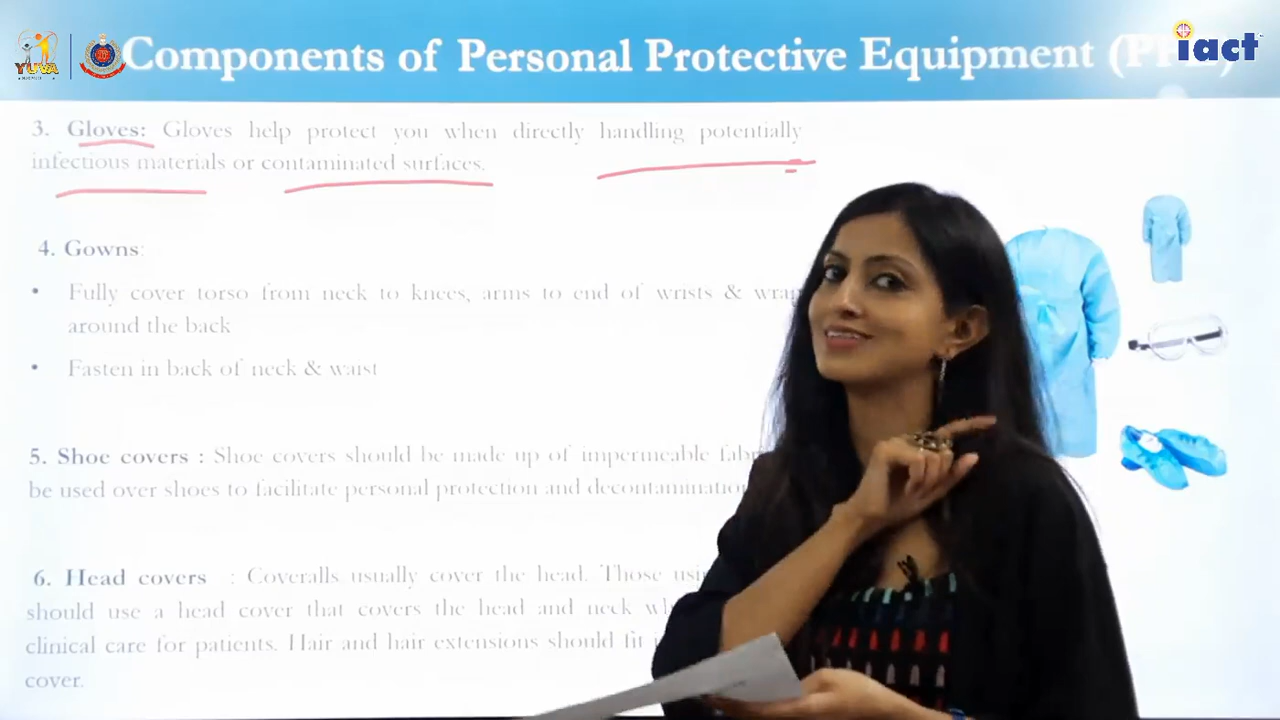 YUVA
Components of Personal Protective Equipment (PPE)
iact
3. Gloves: Gloves help protect you when directly handling potentially
infectious materials or contaminated surfaces.
4. Gowns:
• Fully cover torso from neck to knees, arms to end of wrists & wrap
around the back
• Fasten in back of neck & waist
5. Shoe covers : Shoe covers should be made up of impermeable
be used over shoes to facilitate personal protection and
6. Head covers : Coveralls usually cover the head. Those
should use a head cover that covers the head and neck
clinical care for patients. Hair and hair extensions should fit
cover.